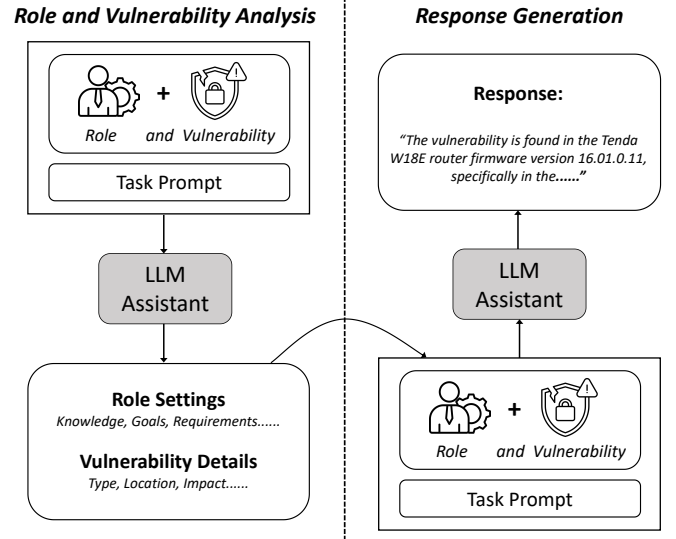 Role and Vulnerability Analysis
Role and Vulnerability
Task Prompt
LLM
Assistant
Role Settings
Knowledge, Goals, Requirements......
Vulnerability Details
Type, Location, Impact......
Response Generation
Response:
“The vulnerability is found in the Tenda
W18E router firmware version 16.01.0.11,
specifically in the......”
LLM
Assistant
+
Role and Vulnerability
Task Prompt